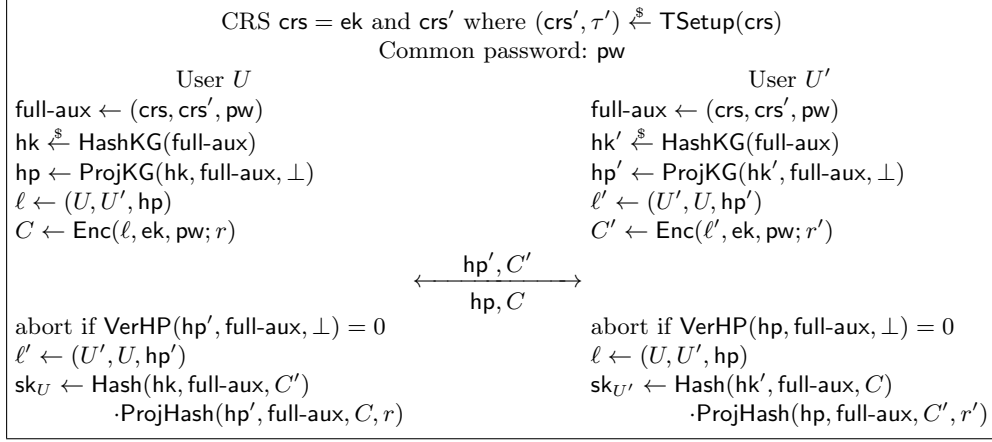 CRS crs = ek and crs′ where (crs′, τ′) ←$ TSetup(crs)
Common password: pw
User U
full-aux ← (crs, crs′, pw)
hk ←$ HashKG(full-aux)
hp ← ProjKG(hk, full-aux, ⊥)
ℓ ← (U, U′, hp)
C ← Enc(ℓ, ek, pw; r)
User U′
full-aux ← (crs, crs′, pw)
hk′ ←$ HashKG(full-aux)
hp′ ← ProjKG(hk′, full-aux, ⊥)
ℓ′ ← (U′, U, hp′)
C′ ← Enc(ℓ′, ek, pw; r′)
hp′, C′
hp, C
abort if VerHP(hp′, full-aux, ⊥) = 0
ℓ′ ← (U′, U, hp′)
sk_U ← Hash(hk, full-aux, C′)
·ProjHash(hp′, full-aux, C, r)
abort if VerHP(hp, full-aux, ⊥) = 0
ℓ ← (U, U′, hp)
sk_U′ ← Hash(hk′, full-aux, C)
·ProjHash(hp, full-aux, C′, r′)